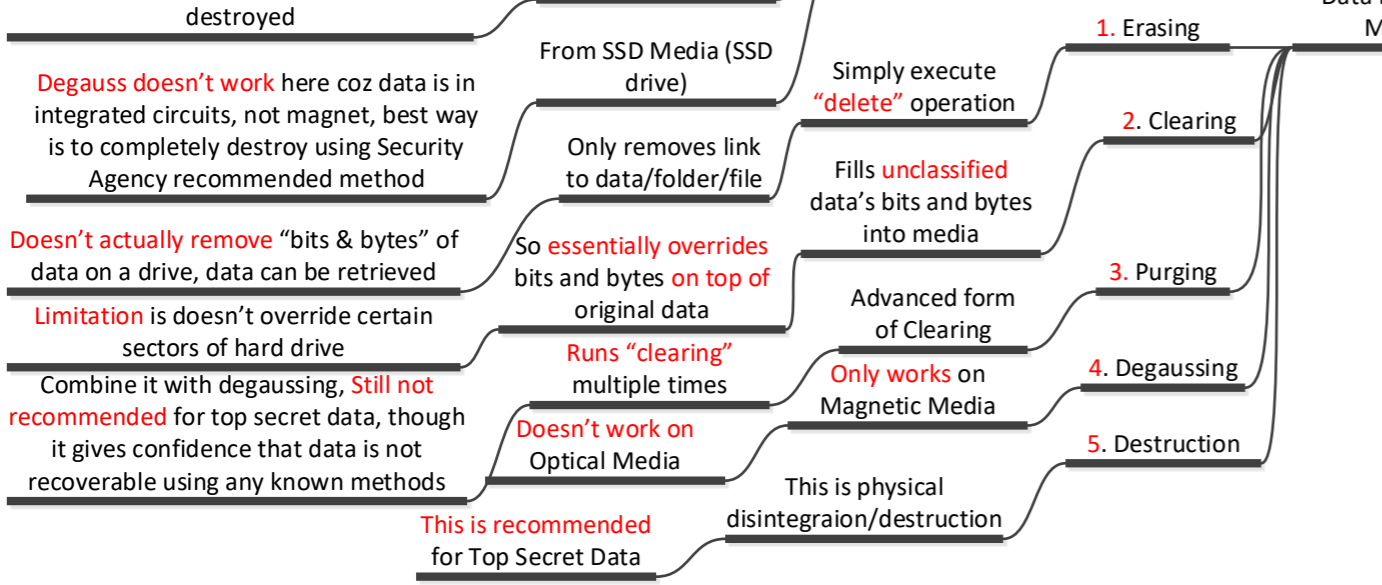 destroyed
From SSD Media (SSD
drive)
Degauss doesn’t work here coz data is in
integrated circuits, not magnet, best way
is to completely destroy using Security
Agency recommended method
1. Erasing
Simply execute
“delete” operation
Only removes link
to data/folder/file
Doesn’t actually remove “bits & bytes” of
data on a drive, data can be retrieved
2. Clearing
Fills unclassified
data’s bits and bytes
into media
So essentially overrides
bits and bytes on top of
original data
Limitation is doesn’t override certain
sectors of hard drive
3. Purging
Advanced form
of Clearing
Runs “clearing”
multiple times
Combine it with degaussing, Still not
recommended for top secret data, though
it gives confidence that data is not
recoverable using any known methods
4. Degaussing
Only works on
Magnetic Media
Doesn’t work on
Optical Media
5. Destruction
This is physical
disintegraion/destruction
This is recommended
for Top Secret Data